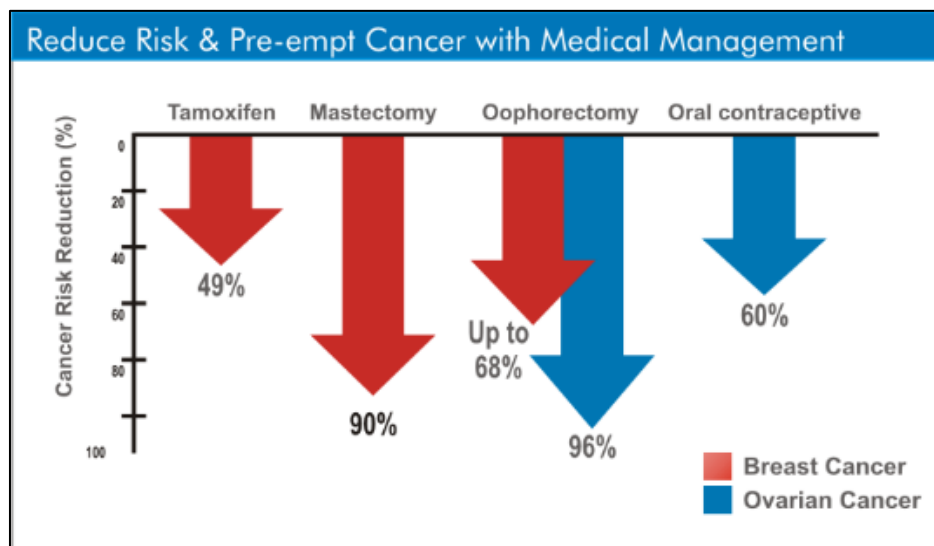 Reduce Risk & Pre-empt Cancer with Medical Management
Tamoxifen Mastectomy Oophorectomy Oral contraceptive
Cancer Risk Reduction (%)
0
20
40
60
80
100
49%
90%
Up to
68%
96%
60%
Breast Cancer
Ovarian Cancer